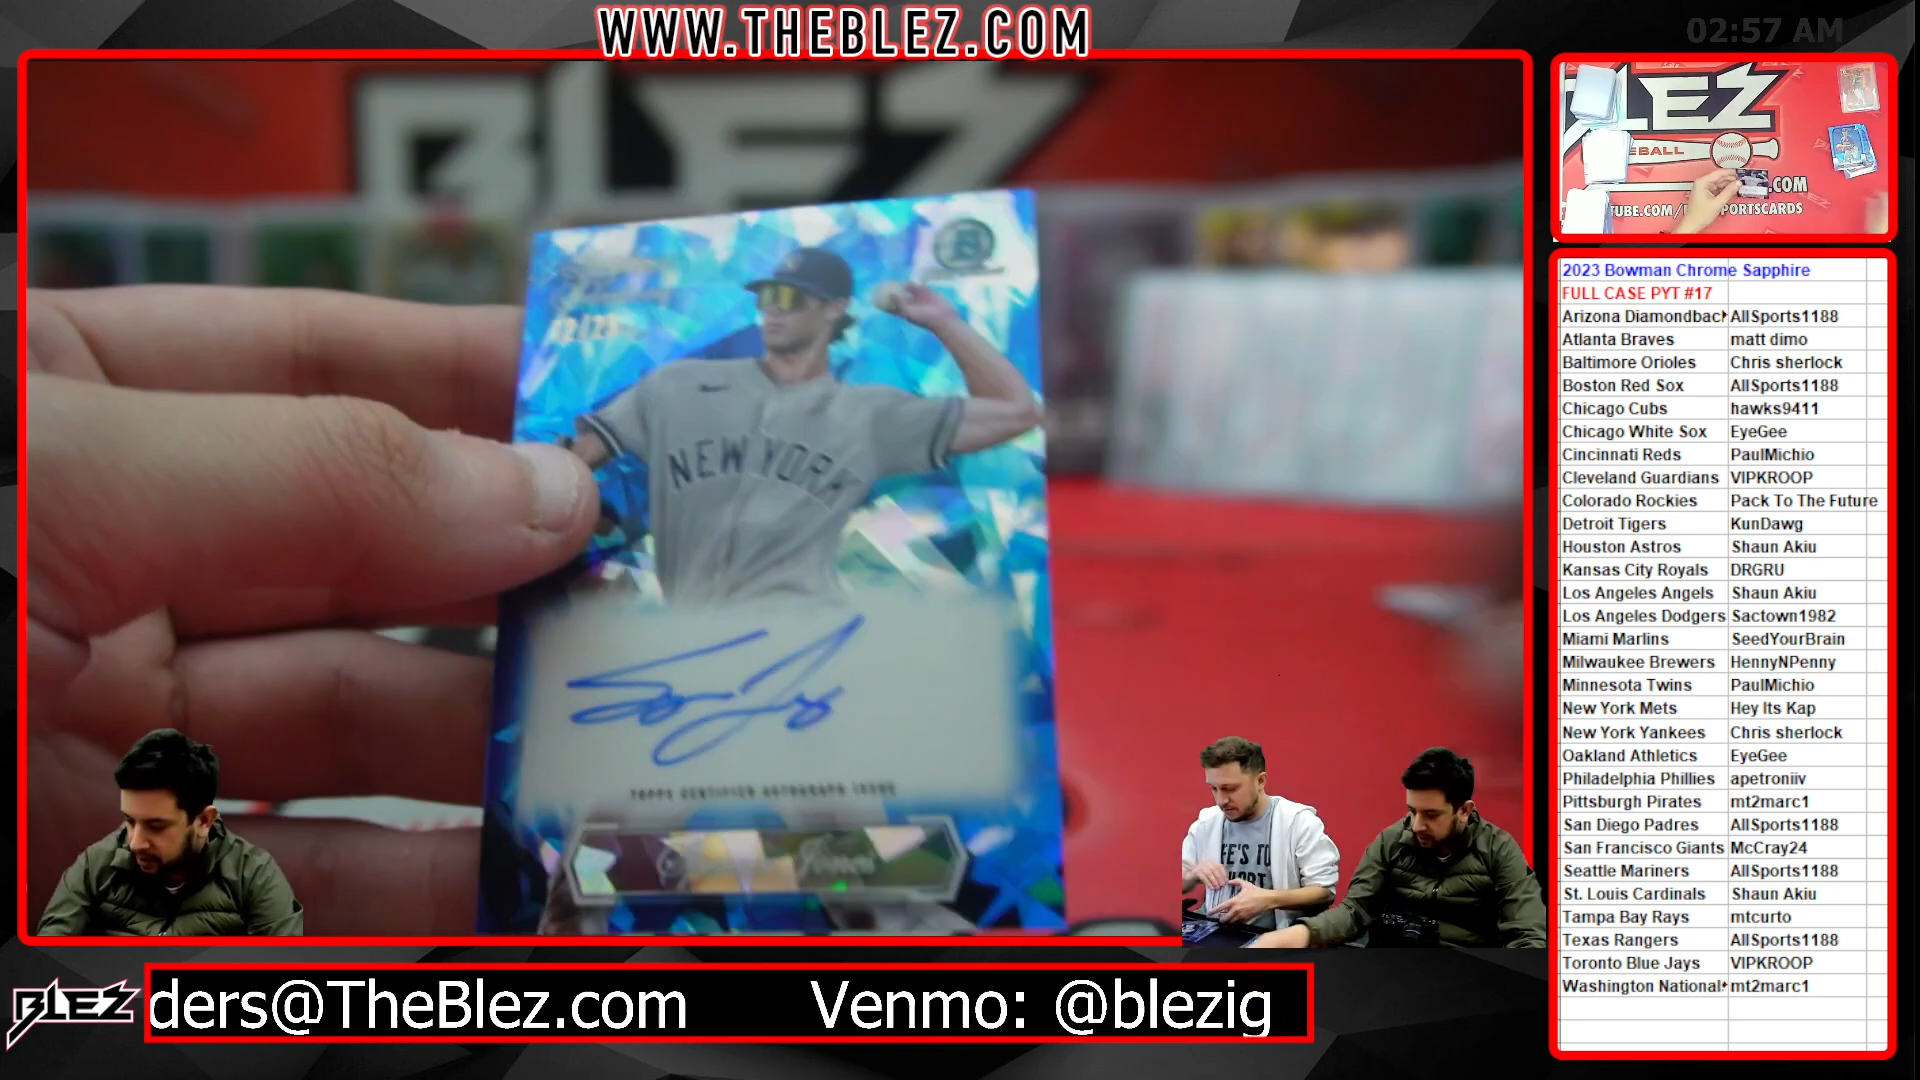 WWW.THEBLEZ.COM
02:57 AM
BLEZ
NEW YORK
TOPPS CERTIFIED AUTOGRAPH ISSUE
Jones
BLEZ
.COM
2023 Bowman Chrome Sapphire
FULL CASE PYT #17
Arizona Diamondbac AllSports1188
Atlanta Braves matt dimo
Baltimore Orioles Chris sherlock
Boston Red Sox AllSports1188
Chicago Cubs hawks9411
Chicago White Sox EyeGee
Cincinnati Reds PaulMichio
Cleveland Guardians VIPKROOP
Colorado Rockies Pack To The Future
Detroit Tigers KunDawg
Houston Astros Shaun Akiu
Kansas City Royals DRGRU
Los Angeles Angels Shaun Akiu
Los Angeles Dodgers Sactown1982
Miami Marlins SeedYourBrain
Milwaukee Brewers HennyNPenny
Minnesota Twins PaulMichio
New York Mets Hey Its Kap
New York Yankees Chris sherlock
Oakland Athletics EyeGee
Philadelphia Phillies apetroniiv
Pittsburgh Pirates mt2marc1
San Diego Padres AllSports1188
San Francisco Giants McCray24
Seattle Mariners AllSports1188
St. Louis Cardinals Shaun Akiu
Tampa Bay Rays mtcurto
Texas Rangers AllSports1188
Toronto Blue Jays VIPKROOP
Washington National mt2marc1
BLEZ
ders@TheBlez.com Venmo: @blezig